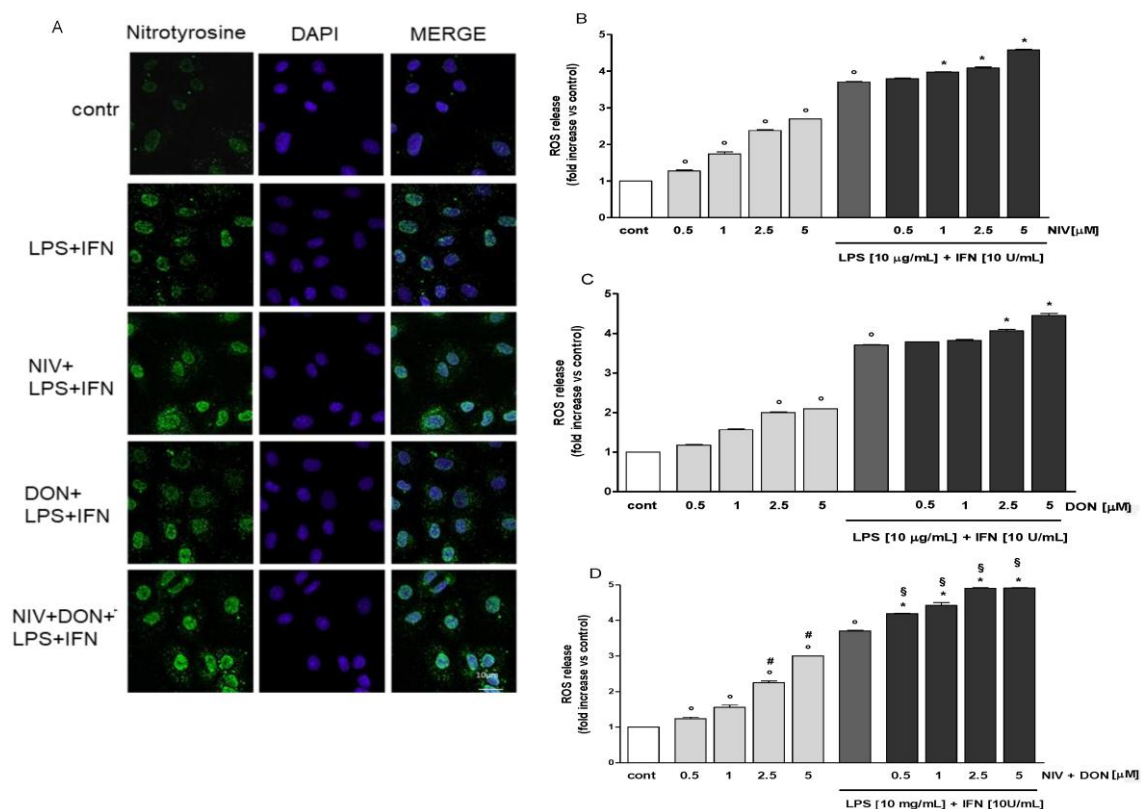 A
Nitrotyrosine DAPI MERGE
contr
LPS+IFN
NIV+
LPS+IFN
DON+
LPS+IFN
NIV+DON+
LPS+IFN
10µm
B
ROS release
(fold increase vs control)
5
4
3
2
1
0
° ° ° ° ° * * *
cont 0.5 1 2.5 5 0.5 1 2.5 5 NIV[µM]
LPS [10 µg/mL] + IFN [10 U/mL]
C
ROS release
(fold increase vs control)
5
4
3
2
1
0
° ° ° * *
cont 0.5 1 2.5 5 0.5 1 2.5 5 DON [µM]
LPS [10 µg/mL] + IFN [10 U/mL]
D
ROS release
(fold increase vs control)
5
4
3
2
1
0
# # § § § §
° ° ° ° ° * * * *
cont 0.5 1 2.5 5 0.5 1 2.5 5 NIV + DON [µM]
LPS [10 mg/mL] + IFN [10U/mL]